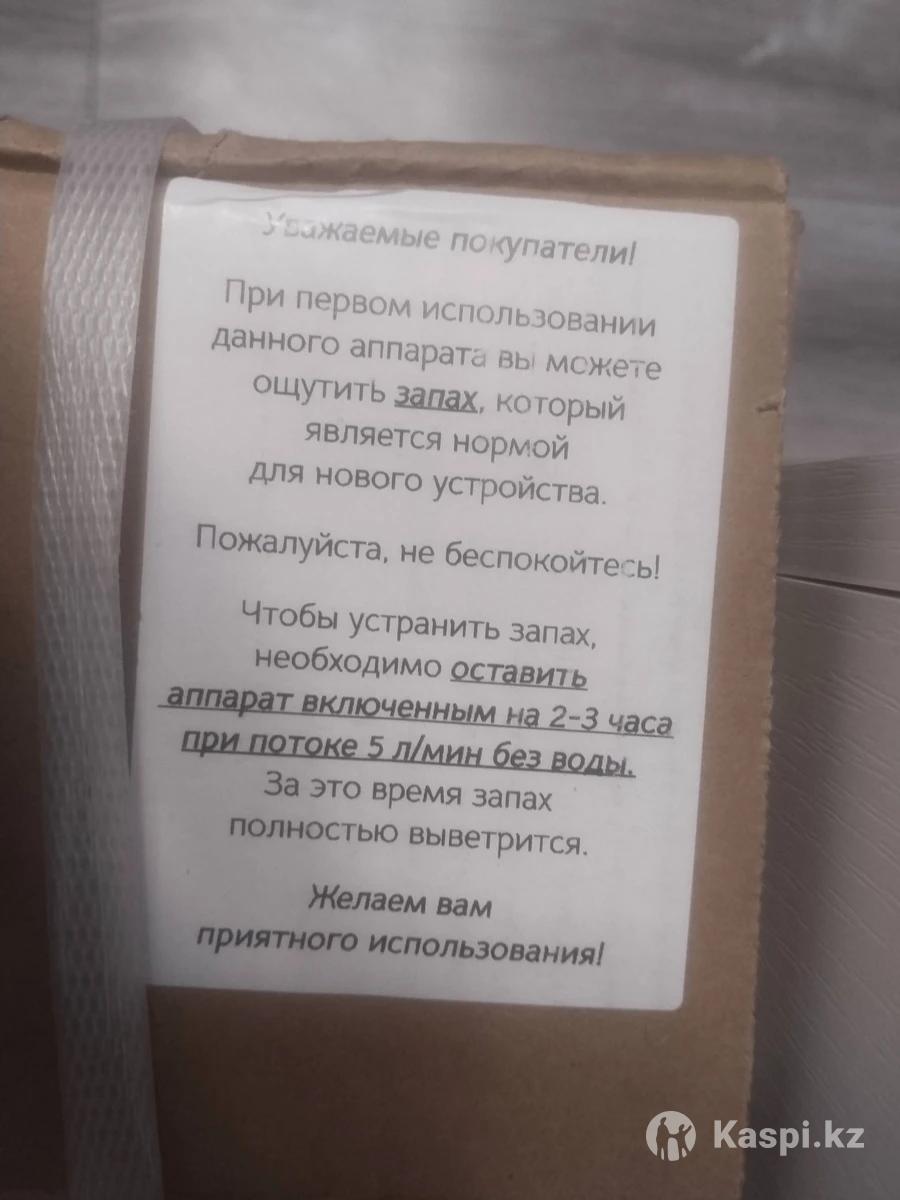 Уважаемые покупатели!
При первом использовании
данного аппарата вы можете
ощутить запах, который
является нормой
для нового устройства.
Пожалуйста, не беспокойтесь!
Чтобы устранить запах,
необходимо оставить
аппарат включенным на 2-3 часа
при потоке 5 л/мин без воды.
За это время запах
полностью выветрится.
Желаем вам
приятного использования!
Kaspi.kz